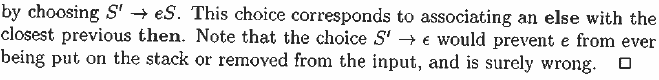 by choosing S′ → eS. This choice corresponds to associating an else with the
closest previous then. Note that the choice S′ → ϵ would prevent e from ever
being put on the stack or removed from the input, and is surely wrong. □